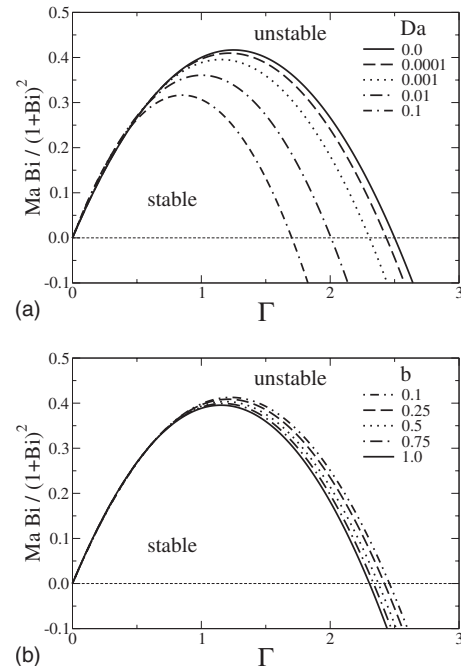 0.5
unstable
Da
0.0
0.0001
0.001
0.01
0.1
0.4
0.3
0.2
0.1
0.0
-0.1
Ma Bi / (1+Bi)²
stable
0 1 2 3
(a)
Γ
0.5
unstable
b
0.1
0.25
0.5
0.75
1.0
0.4
0.3
0.2
0.1
0.0
-0.1
Ma Bi / (1+Bi)²
stable
0 1 2 3
(b)
Γ